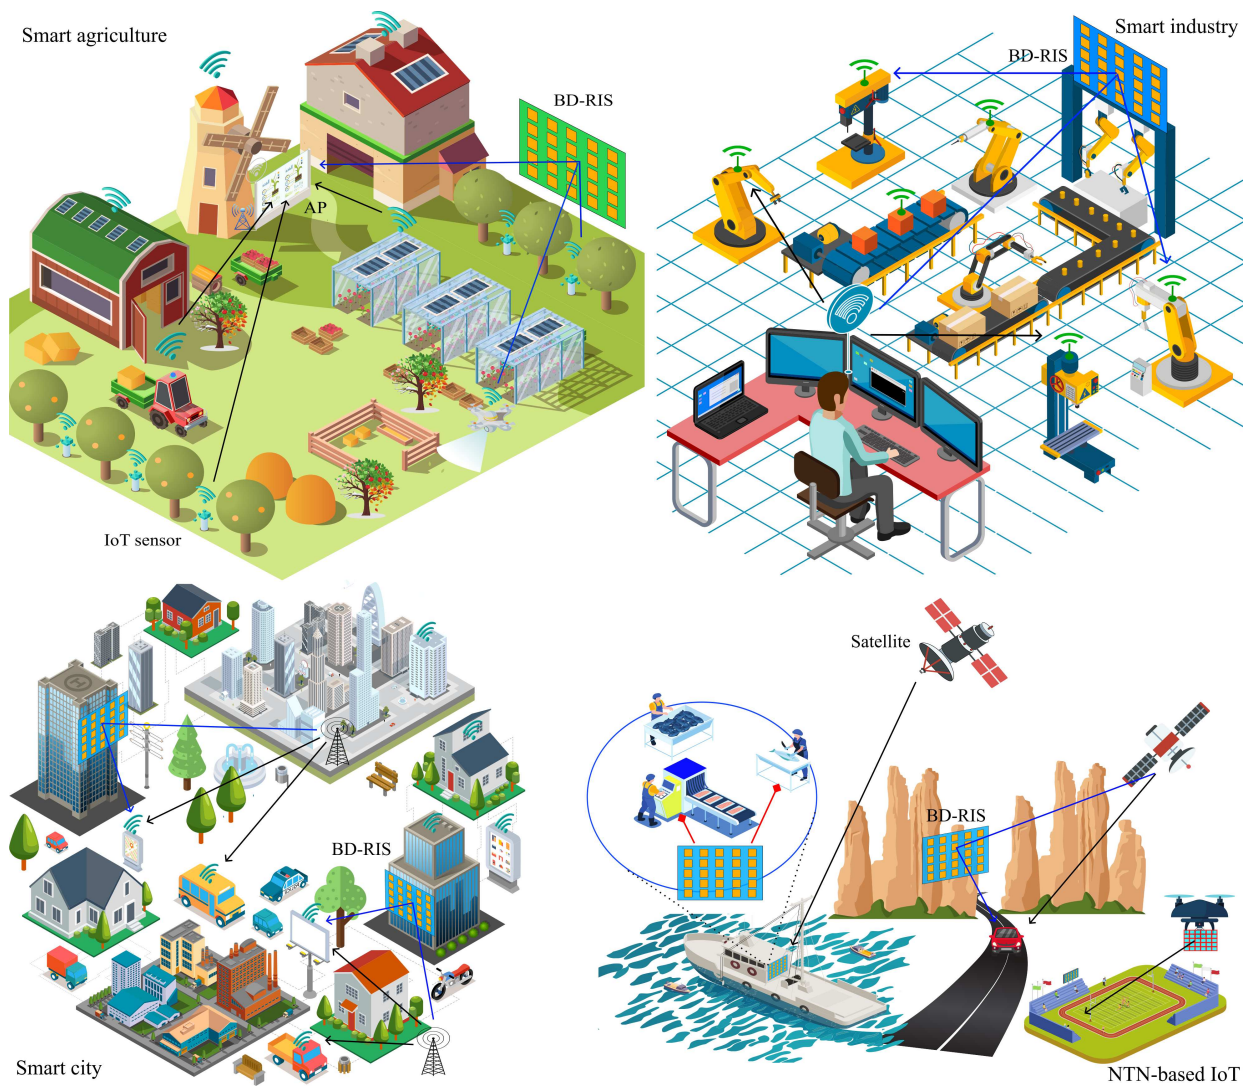 Smart agriculture
BD-RIS
AP
IoT sensor
Smart industry
BD-RIS
BD-RIS
Smart city
Satellite
BD-RIS
NTN-based IoT